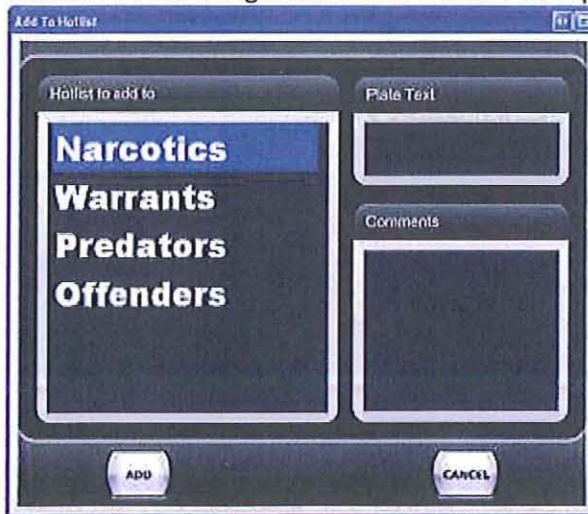 Add To Hotlist
Hotlist to add to
Narcotics
Warrants
Predators
Offenders
Plate Text
Comments
ADD
CANCEL